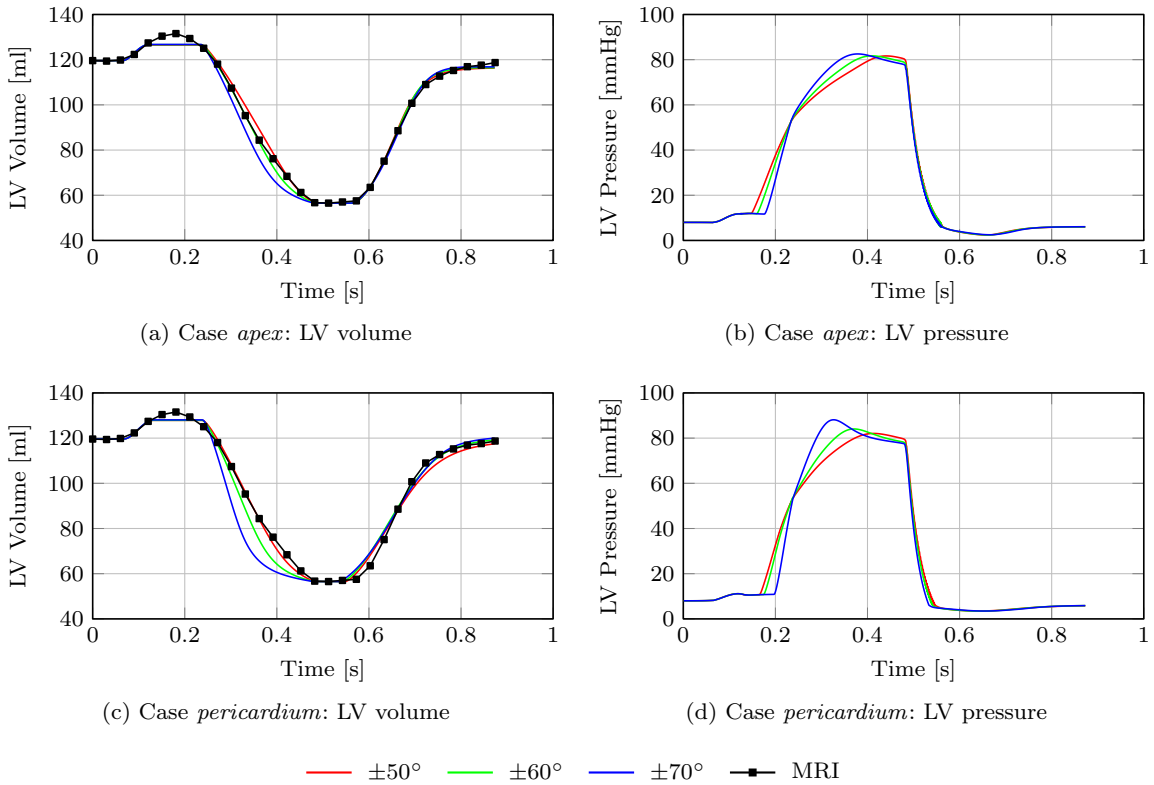 140
120
100
80
60
40
LV Volume [ml]
0 0.2 0.4 0.6 0.8 1
Time [s]
(a) Case apex: LV volume
100
80
60
40
20
0
LV Pressure [mmHg]
0 0.2 0.4 0.6 0.8 1
Time [s]
(b) Case apex: LV pressure
140
120
100
80
60
40
LV Volume [ml]
0 0.2 0.4 0.6 0.8 1
Time [s]
(c) Case pericardium: LV volume
100
80
60
40
20
0
LV Pressure [mmHg]
0 0.2 0.4 0.6 0.8 1
Time [s]
(d) Case pericardium: LV pressure
±50° ±60° ±70° MRI